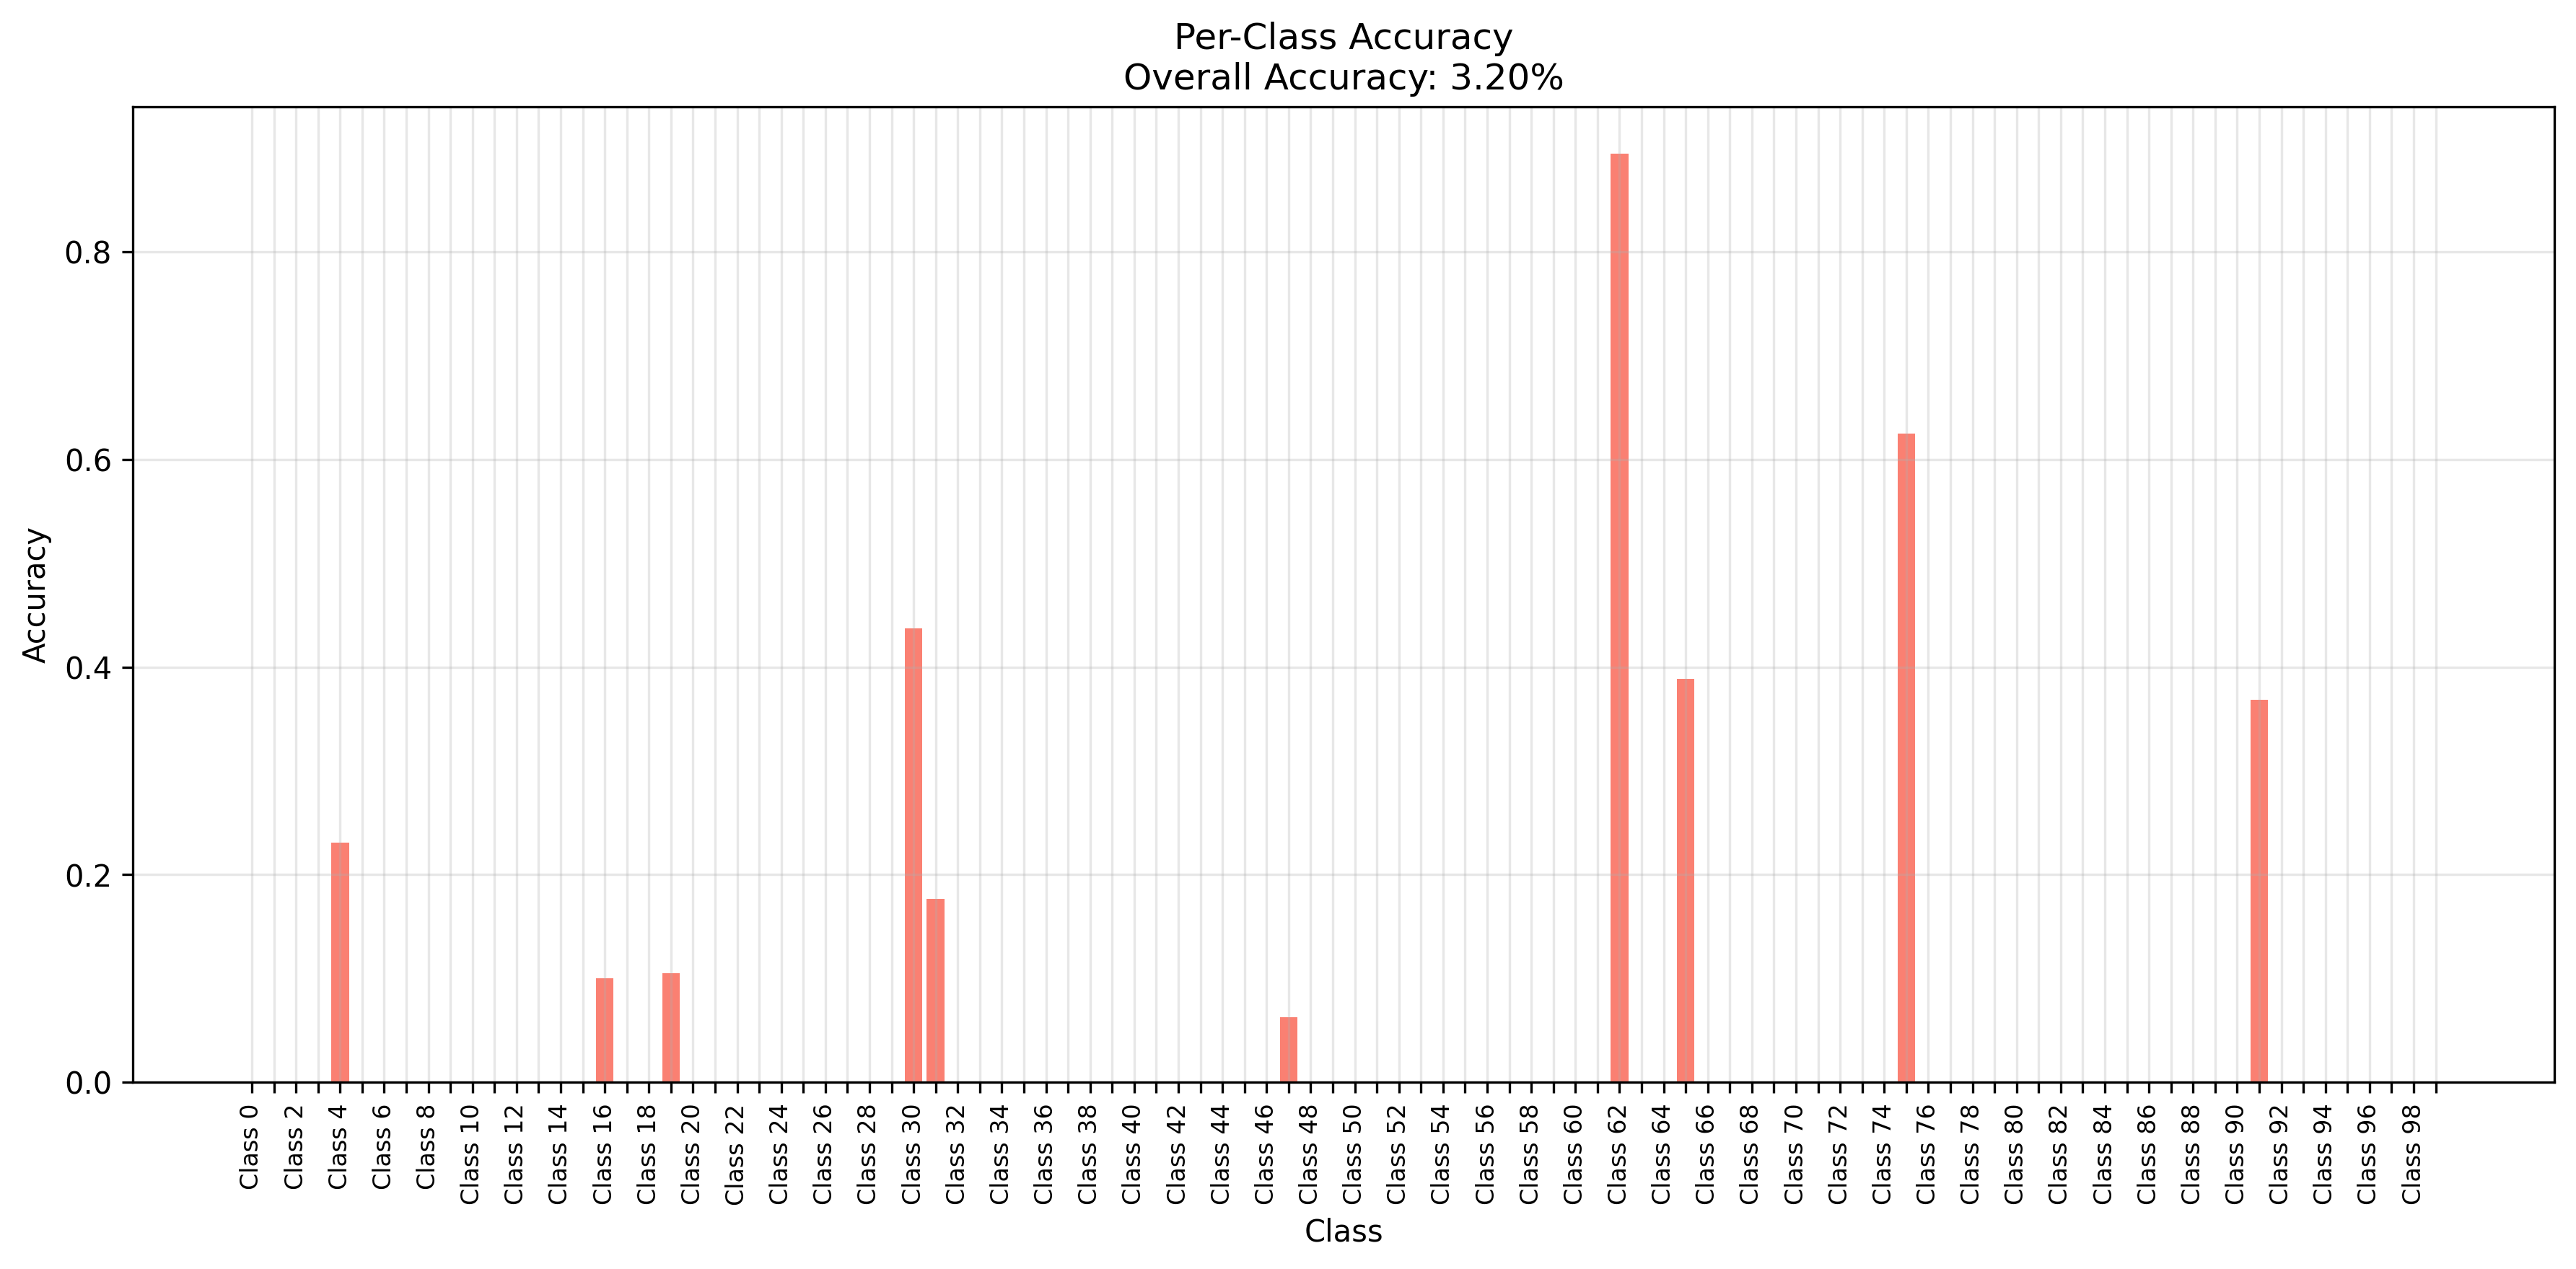 Per-Class Accuracy
Overall Accuracy: 3.20%
Accuracy
0.8
0.6
0.4
0.2
0.0
Class 0
Class 2
Class 4
Class 6
Class 8
Class 10
Class 12
Class 14
Class 16
Class 18
Class 20
Class 22
Class 24
Class 26
Class 28
Class 30
Class 32
Class 34
Class 36
Class 38
Class 40
Class 42
Class 44
Class 46
Class 48
Class 50
Class 52
Class 54
Class 56
Class 58
Class 60
Class 62
Class 64
Class 66
Class 68
Class 70
Class 72
Class 74
Class 76
Class 78
Class 80
Class 82
Class 84
Class 86
Class 88
Class 90
Class 92
Class 94
Class 96
Class 98
Class